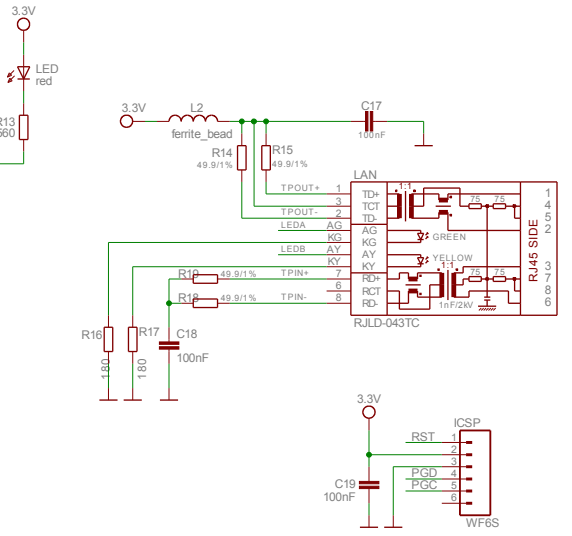 3.3V
LED
red
R13
560
3.3V
L2
ferrite_bead
C17
100nF
R14
49.9/1%
R15
49.9/1%
LAN
TPOUT+
1
TD+
1:1
75
75
1
3
TCT
4
5
TPOUT-
2
TD-
2
LEDA
AG
AG
GREEN
KG
KG
LEDB
AY
AY
YELLOW
KY
KY
3
R19
49.9/1%
TPIN+
7
RD+
1:1
75
75
7
6
RCT
8
R18
49.9/1%
TPIN-
8
RD-
1nF/2kV
6
RJ45 SIDE
RJLD-043TC
R16
180
R17
180
C18
100nF
3.3V
ICSP
RST
1
2
3
PGD
4
PGC
5
6
C19
100nF
WF6S